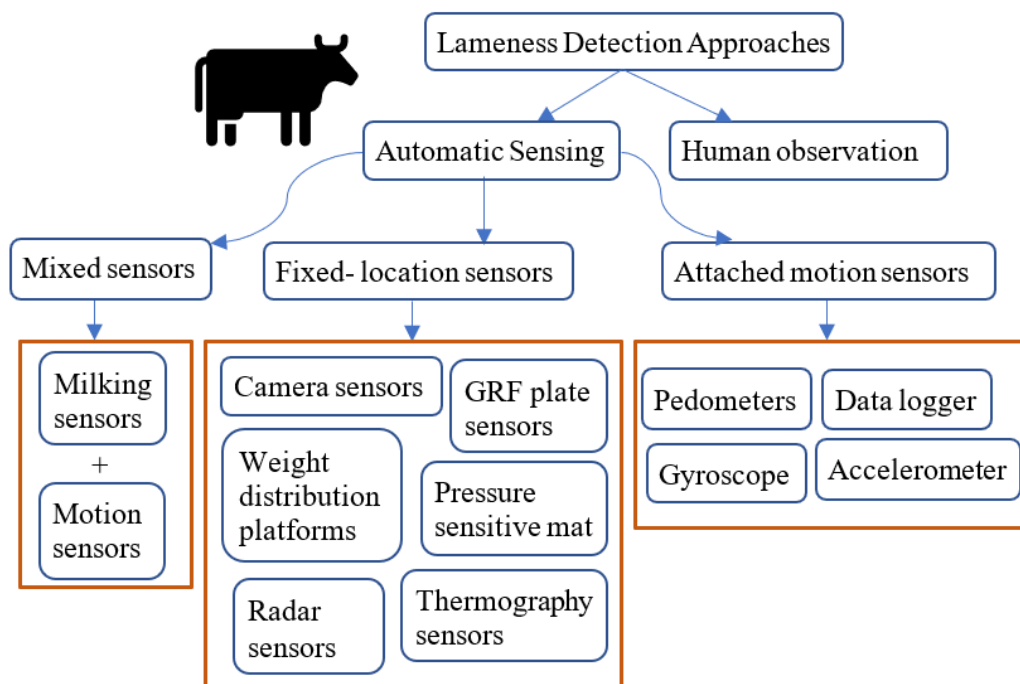 Lameness Detection Approaches
Automatic Sensing
Human observation
Mixed sensors
Fixed- location sensors
Attached motion sensors
Milking
sensors
+
Motion
sensors
Camera sensors
GRF plate
sensors
Weight
distribution
platforms
Pressure
sensitive mat
Radar
sensors
Thermography
sensors
Pedometers
Data logger
Gyroscope
Accelerometer